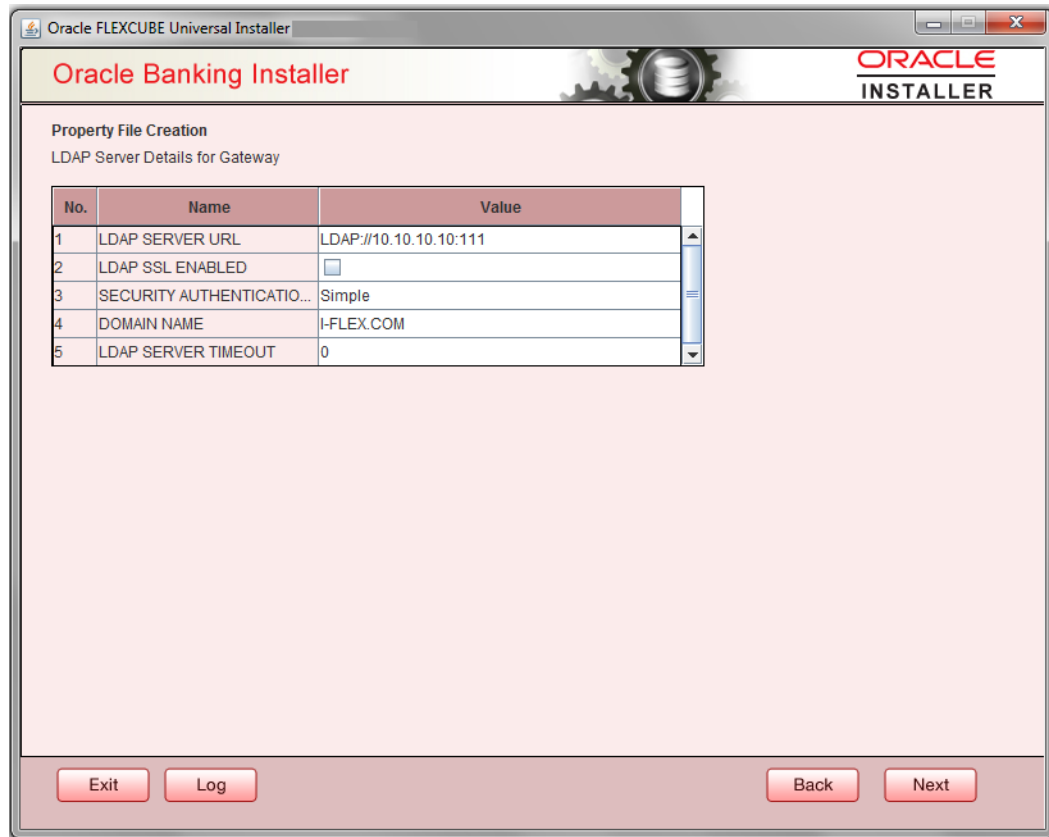 Oracle FLEXCUBE Universal Installer
Oracle Banking Installer
ORACLE
INSTALLER
Property File Creation
LDAP Server Details for Gateway
No. Name Value
1 LDAP SERVER URL LDAP://10.10.10.10:111
2 LDAP SSL ENABLED
3 SECURITY AUTHENTICATIO... Simple
4 DOMAIN NAME I-FLEX.COM
5 LDAP SERVER TIMEOUT 0
Exit Log Back Next